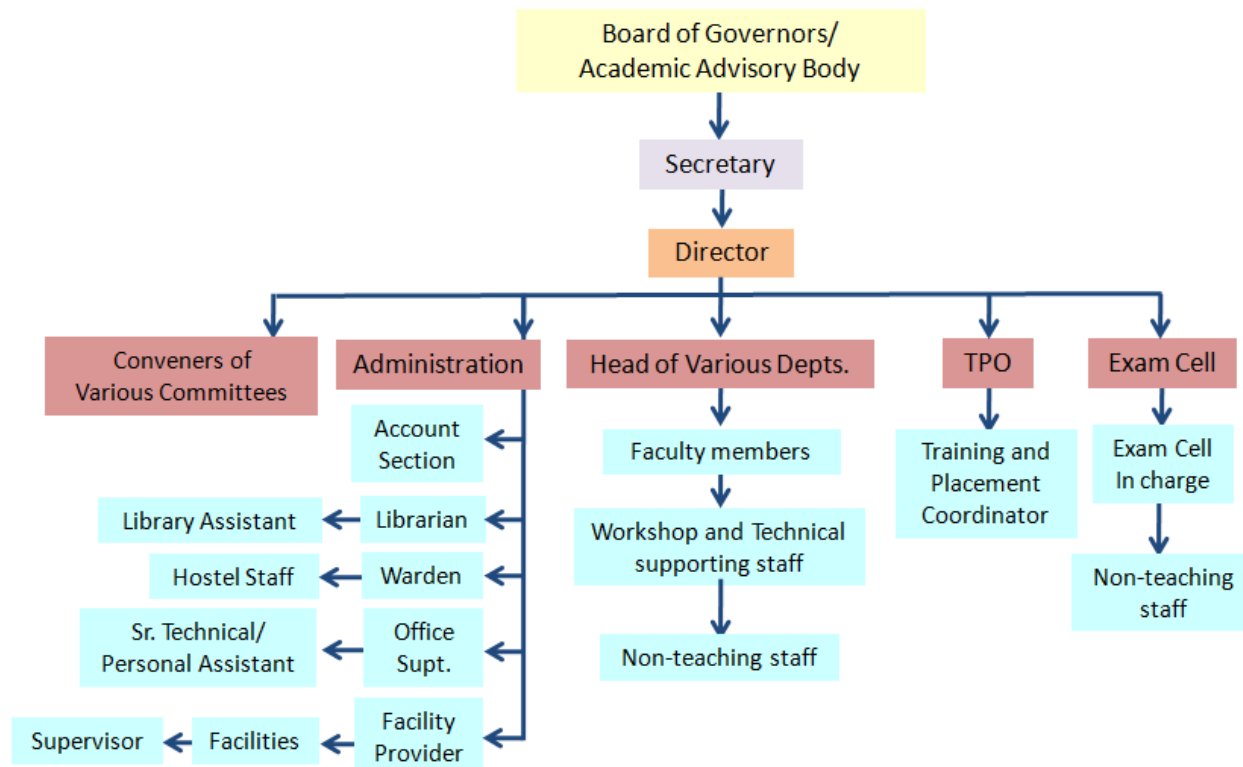 Board of Governors/
Academic Advisory Body
Secretary
Director
Conveners of
Various Committees
Administration
Head of Various Depts.
TPO
Exam Cell
Account
Section
Library Assistant
Librarian
Hostel Staff
Warden
Sr. Technical/
Personal Assistant
Office
Supt.
Supervisor
Facilities
Facility
Provider
Faculty members
Workshop and Technical
supporting staff
Non-teaching staff
Training and
Placement
Coordinator
Exam Cell
In charge
Non-teaching
staff